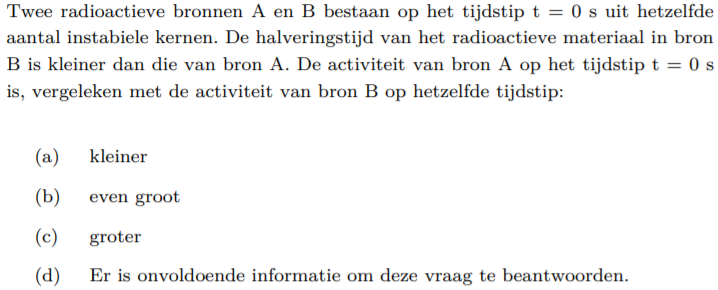 Twee radioactieve bronnen A en B bestaan op het tijdstip t = 0 s uit hetzelfde
aantal instabiele kernen. De halveringstijd van het radioactieve materiaal in bron
B is kleiner dan die van bron A. De activiteit van bron A op het tijdstip t = 0 s
is, vergeleken met de activiteit van bron B op hetzelfde tijdstip:
(a) kleiner
(b) even groot
(c) groter
(d) Er is onvoldoende informatie om deze vraag te beantwoorden.